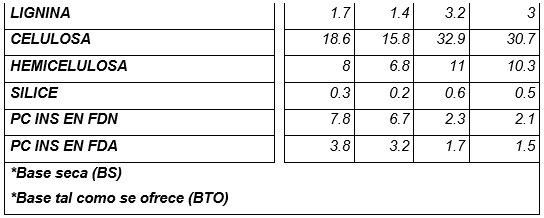 LIGNINA 1.7 1.4 3.2 3
CELULOSA 18.6 15.8 32.9 30.7
HEMICELULOSA 8 6.8 11 10.3
SILICE 0.3 0.2 0.6 0.5
PC INS EN FDN 7.8 6.7 2.3 2.1
PC INS EN FDA 3.8 3.2 1.7 1.5
*Base seca (BS)
*Base tal como se ofrece (BTO)